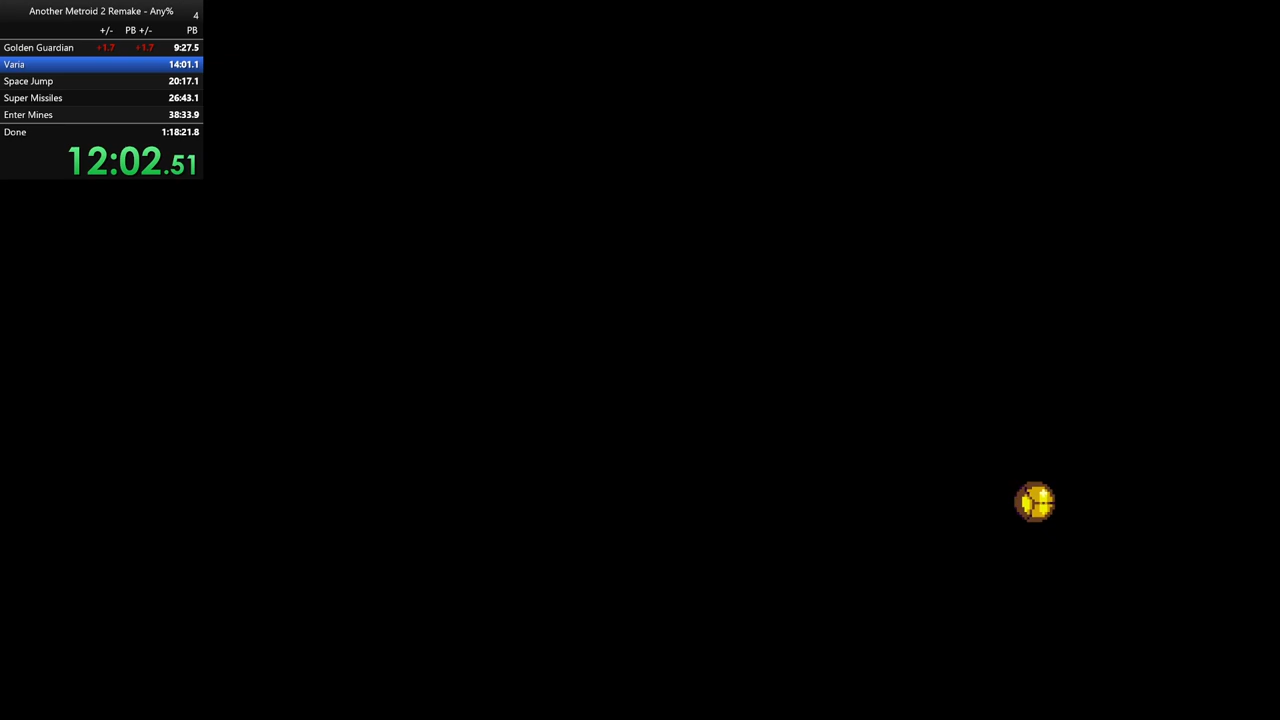 Another Metroid 2 Remake - Any%
4
+/- PB +/- PB
Golden Guardian +1.7 +1.7 9:27.5
Varia 14:01.1
Space Jump 20:17.1
Super Missiles 26:43.1
Enter Mines 38:33.9
Done 1:18:21.8
12:02.51